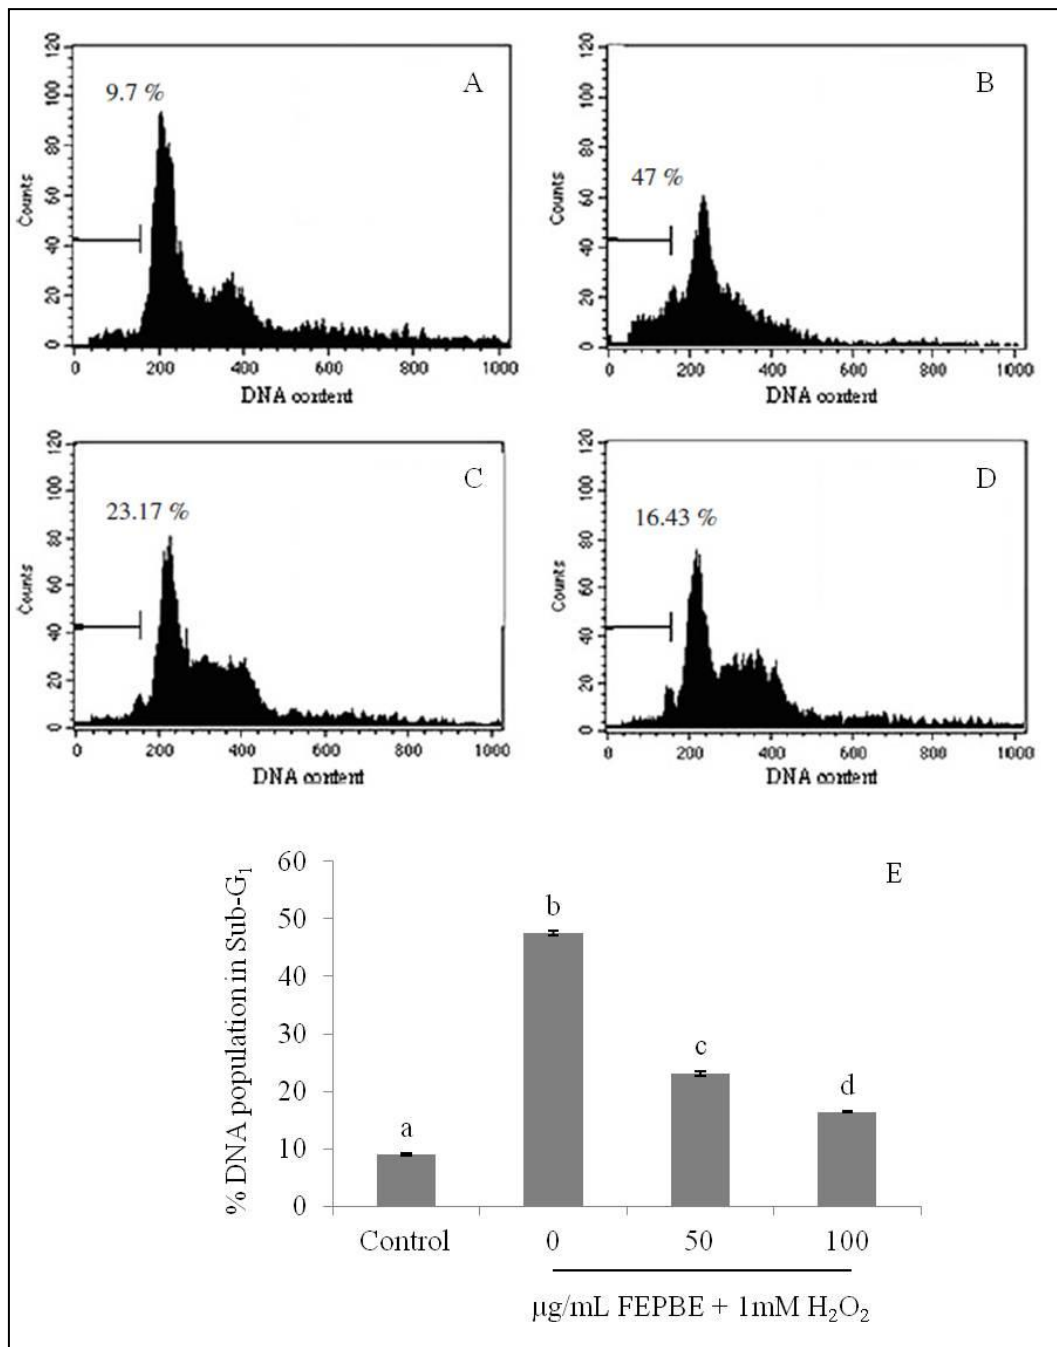 A
9.7 %
120
100
80
60
40
20
0
Counts
0 200 400 600 800 1000
DNA content
B
47 %
120
100
80
60
40
20
0
Counts
0 200 400 600 800 1000
DNA content
C
23.17 %
120
100
80
60
40
20
0
Counts
0 200 400 600 800 1000
DNA content
D
16.43 %
120
100
80
60
40
20
0
Counts
0 200 400 600 800 1000
DNA content
E
% DNA population in Sub-G₁
60
50
40
30
20
10
0
a
b
c
d
Control 0 50 100
µg/mL FEPBE + 1mM H₂O₂